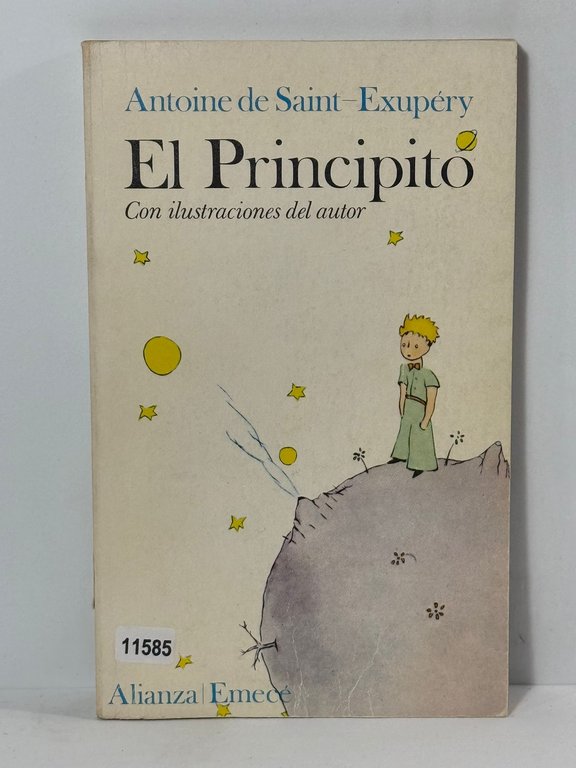 Antoine de Saint-Exupéry
El Principito
Con ilustraciones del autor
11585
Alianza|Emecé